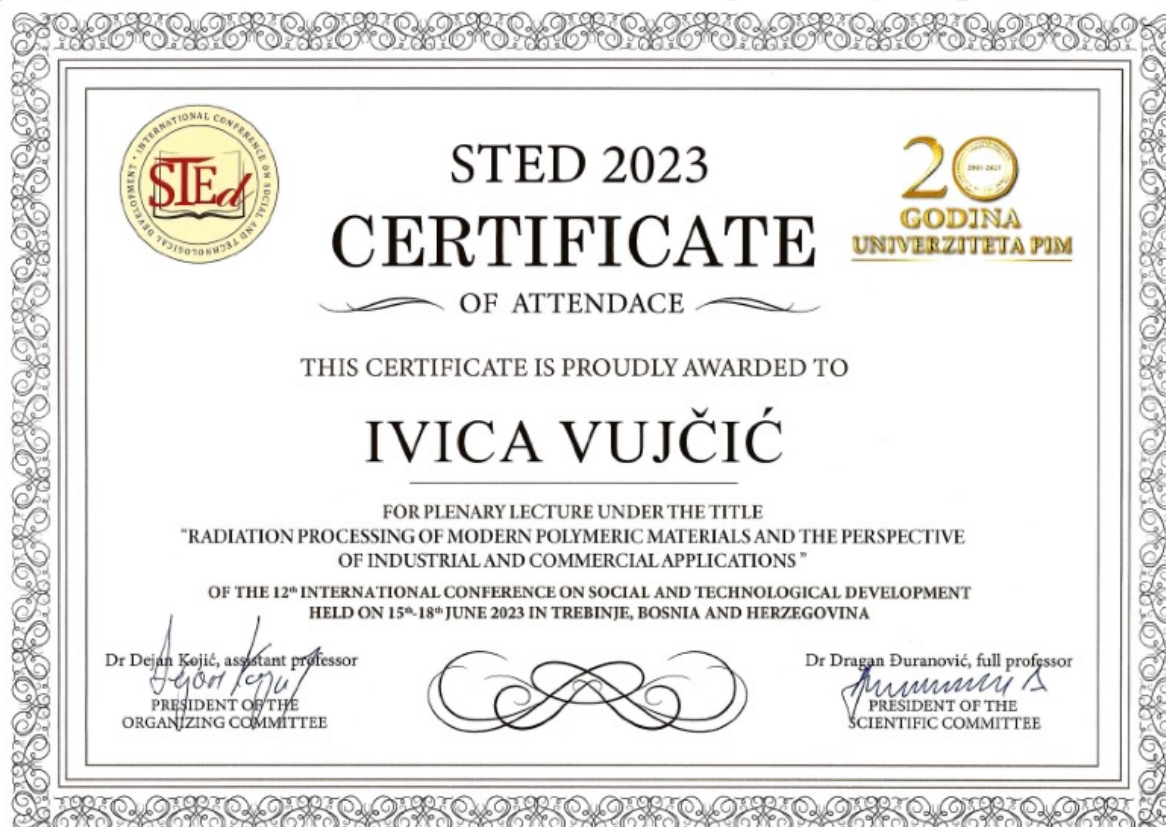 INTERNATIONAL CONFERENCE ON SOCIAL AND TECHNOLOGICAL DEVELOPMENT
STEd
STED 2023
CERTIFICATE
OF ATTENDACE
20
2003-2023
GODINA
UNIVERZITETA PIM
THIS CERTIFICATE IS PROUDLY AWARDED TO
IVICA VUJČIĆ
FOR PLENARY LECTURE UNDER THE TITLE
"RADIATION PROCESSING OF MODERN POLYMERIC MATERIALS AND THE PERSPECTIVE
OF INDUSTRIAL AND COMMERCIAL APPLICATIONS ”
OF THE 12th INTERNATIONAL CONFERENCE ON SOCIAL AND TECHNOLOGICAL DEVELOPMENT
HELD ON 15th-18th JUNE 2023 IN TREBINJE, BOSNIA AND HERZEGOVINA
Dr Dejan Kojić, assistant professor
PRESIDENT OF THE
ORGANIZING COMMITTEE
Dr Dragan Đuranović, full professor
PRESIDENT OF THE
SCIENTIFIC COMMITTEE